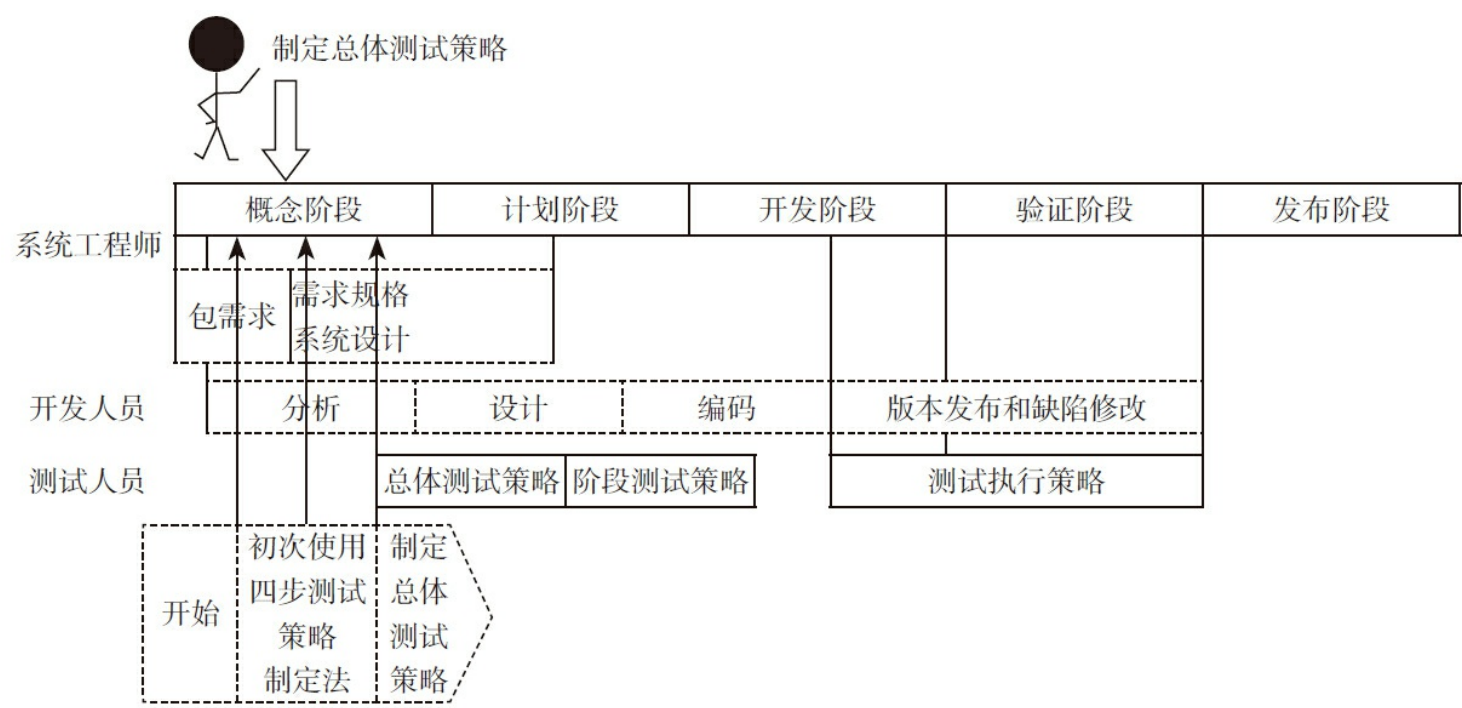 制定总体测试策略
概念阶段 计划阶段 开发阶段 验证阶段 发布阶段
系统工程师
包需求
需求规格
系统设计
开发人员 分析 设计 编码 版本发布和缺陷修改
测试人员 总体测试策略 阶段测试策略 测试执行策略
开始
初次使用
四步测试
策略
制定法
制定
总体
测试
策略